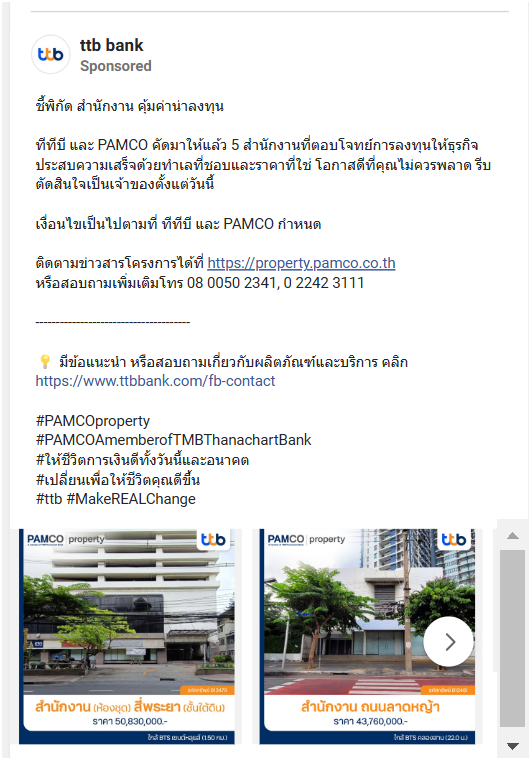 ttb bank
Sponsored
ชี้พิกัด สำนักงาน คุ้มค่าน่าลงทุน
ทีทีบี และ PAMCO คัดมาให้แล้ว 5 สำนักงานที่ตอบโจทย์การลงทุนให้ธุรกิจ
ประสบความเสร็จด้วยทำเลที่ชอบและราคาที่ใช่ โอกาสดีที่คุณไม่ควรพลาด รีบ
ตัดสินใจเป็นเจ้าของตั้งแต่วันนี้
เงื่อนไขเป็นไปตามที่ ทีทีบี และ PAMCO กำหนด
ติดตามข่าวสารโครงการได้ที่ https://property.pamco.co.th
หรือสอบถามเพิ่มเติมโทร 08 0050 2341, 0 2242 3111
--------------------------------------
💡 มีข้อแนะนำ หรือสอบถามเกี่ยวกับผลิตภัณฑ์และบริการ คลิก
https://www.ttbbank.com/fb-contact
#PAMCOproperty
#PAMCOAmemberofTMBThanachartBank
#ให้ชีวิตการเงินดีทั้งวันนี้และอนาคต
#เปลี่ยนเพื่อให้ชีวิตคุณดีขึ้น
#ttb #MakeREALChange
PAMCO property ttb
สำนักงาน (ห้องชุด) สี่พระยา (ชั้นใต้ดิน)
ราคา 50,830,000.-
PAMCO property ttb
สำนักงาน ถนนลาดหญ้า
ราคา 43,760,000.-